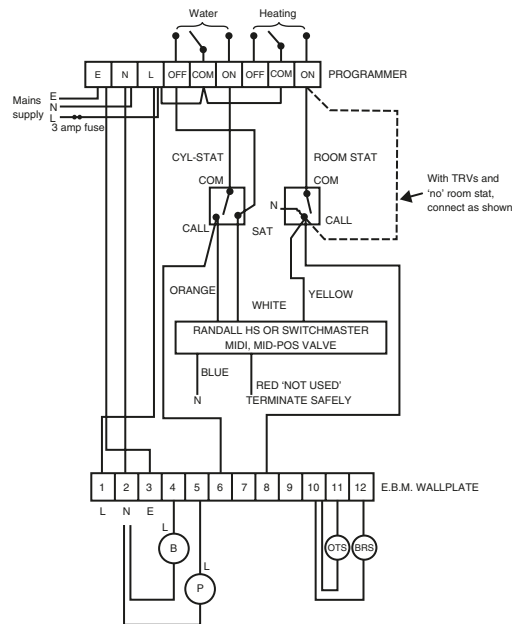 Water Heating
E N L OFF COM ON OFF COM ON PROGRAMMER
Mains
supply
E
N
L
3 amp fuse
CYL-STAT
COM
ROOM STAT
COM
With TRVs and
‘no’ room stat,
connect as shown
N
CALL
SAT
CALL
ORANGE
WHITE
YELLOW
RANDALL HS OR SWITCHMASTER
MIDI, MID-POS VALVE
BLUE
N
RED ‘NOT USED’
TERMINATE SAFELY
1 2 3 4 5 6 7 8 9 10 11 12 E.B.M. WALLPLATE
L N E
L
B
L
P
OTS
BRS